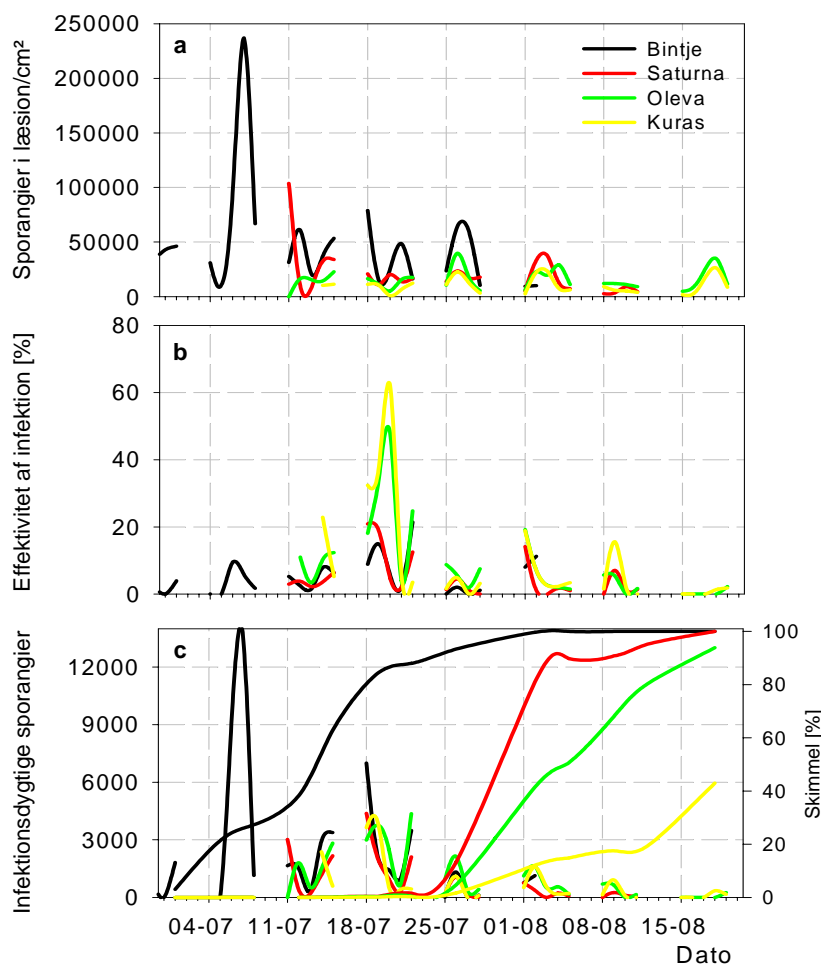 a
Sporangier i læsion/cm²
250000
200000
150000
100000
50000
0
Bintje
Saturna
Oleva
Kuras
b
Effektivitet af infektion [%]
80
60
40
20
0
c
Infektionsdygtige sporangier
12000
9000
6000
3000
0
100
80
60
40
20
0
Skimmel [%]
04-07 11-07 18-07 25-07 01-08 08-08 15-08
Dato